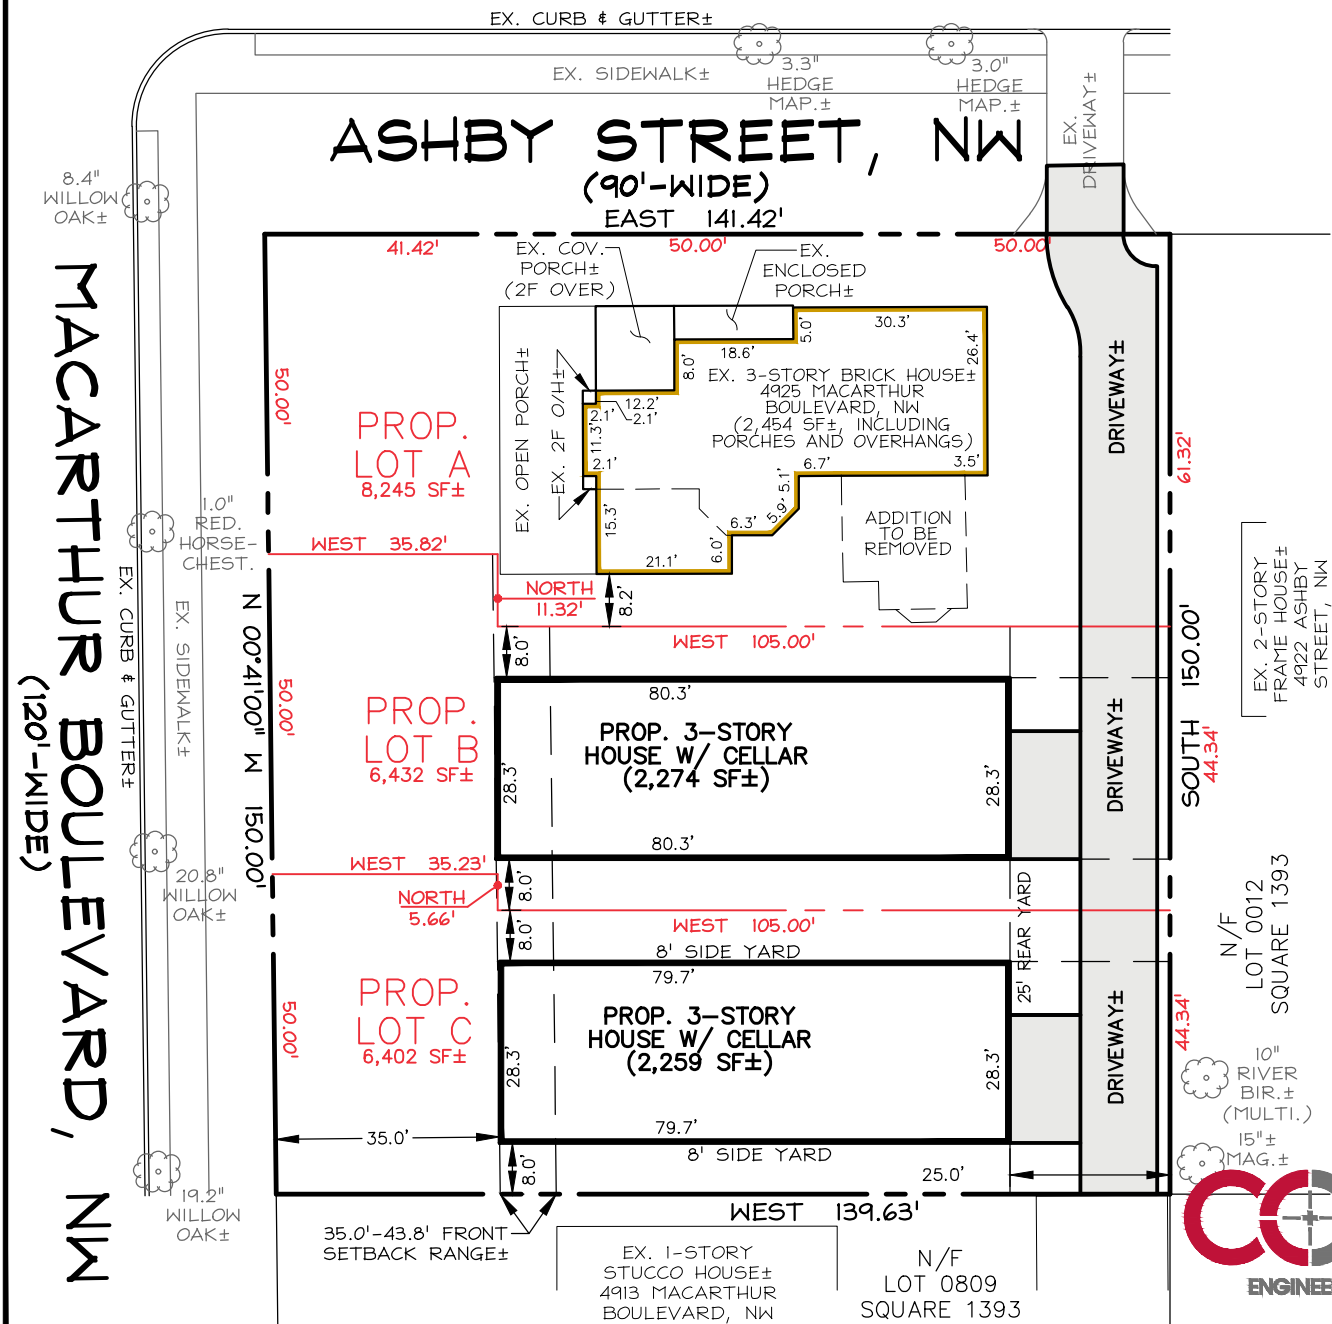 EX. CURB & GUTTER±
EX. SIDEWALK±
3.3"
HEDGE
MAP.±
3.0"
HEDGE
MAP.±
EX.
DRIVEWAY±
ASHBY STREET, NW
(90'-WIDE)
EAST 141.42'
41.42'
50.00'
50.00'
8.4"
WILLOW
OAK±
EX. COV.
PORCH±
(2F OVER)
EX.
ENCLOSED
PORCH±
30.3'
5.0'
18.6'
8.0'
26.4'
EX. 3-STORY BRICK HOUSE±
4925 MACARTHUR
BOULEVARD, NW
(2,454 SF±, INCLUDING
PORCHES AND OVERHANGS)
12.2'
2.1'
2.1'
11.3'
2.1'
EX. OPEN PORCH±
EX. 2F O/H±
6.7'
3.5'
5.1'
5.9'
6.3'
6.0'
15.3'
21.1'
ADDITION
TO BE
REMOVED
DRIVEWAY±
61.32'
50.00'
PROP.
LOT A
8,245 SF±
1.0"
RED.
HORSE-
CHEST.
WEST 35.82'
NORTH
11.32'
8.2'
WEST 105.00'
8.0'
EX. 2-STORY
FRAME HOUSE±
4922 ASHBY
STREET, NW
MACARTHUR BOULEVARD, NW
(120'-WIDE)
EX. CURB & GUTTER±
EX. SIDEWALK±
N 00°41'00" W 150.00'
50.00'
PROP.
LOT B
6,432 SF±
80.3'
PROP. 3-STORY
HOUSE W/ CELLAR
(2,274 SF±)
28.3'
28.3'
80.3'
DRIVEWAY±
SOUTH 150.00'
44.34'
20.8"
WILLOW
OAK±
WEST 35.23'
NORTH
5.66'
8.0'
8.0'
WEST 105.00'
8' SIDE YARD
25' REAR YARD
N/F
LOT 0012
SQUARE 1393
50.00'
PROP.
LOT C
6,402 SF±
79.7'
PROP. 3-STORY
HOUSE W/ CELLAR
(2,259 SF±)
28.3'
28.3'
79.7'
DRIVEWAY±
44.34'
10"
RIVER
BIR.±
(MULTI.)
15"±
MAG.±
35.0'
8.0'
8' SIDE YARD
25.0'
19.2"
WILLOW
OAK±
WEST 139.63'
35.0'-43.8' FRONT
SETBACK RANGE±
EX. 1-STORY
STUCCO HOUSE±
4913 MACARTHUR
BOULEVARD, NW
N/F
LOT 0809
SQUARE 1393
ENGINEE